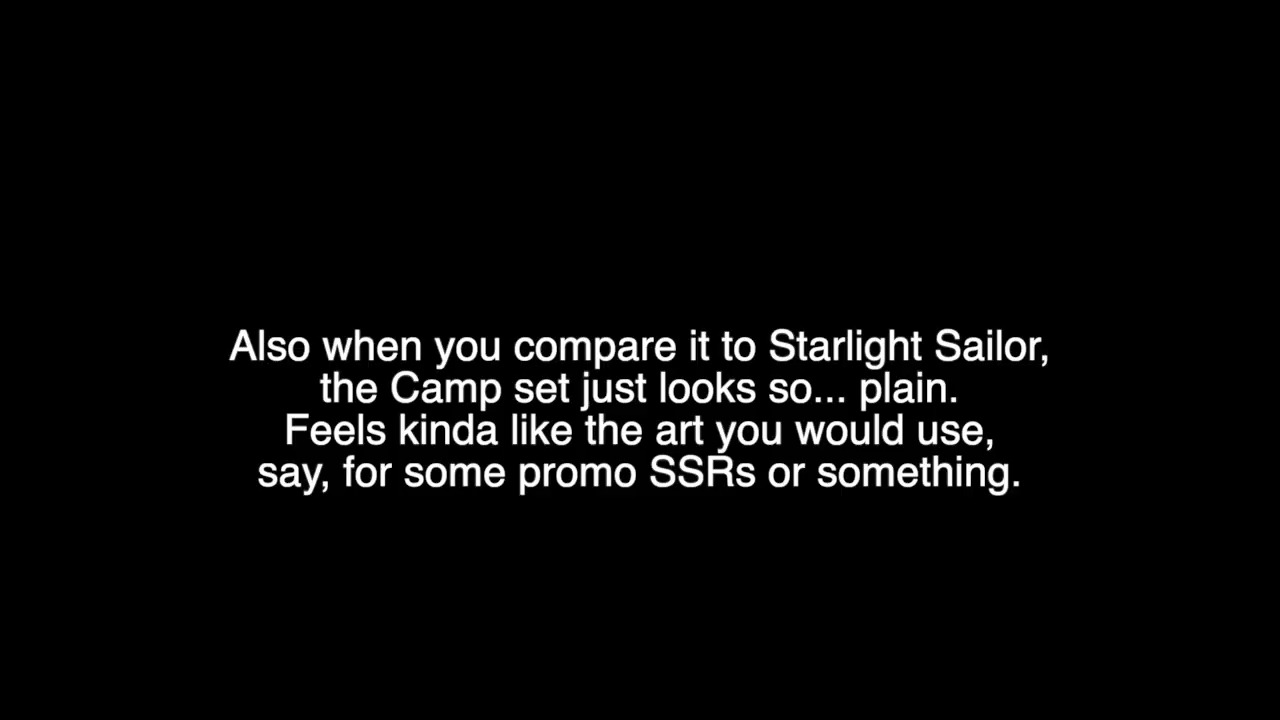 Also when you compare it to Starlight Sailor,
the Camp set just looks so... plain.
Feels kinda like the art you would use,
say, for some promo SSRs or something.